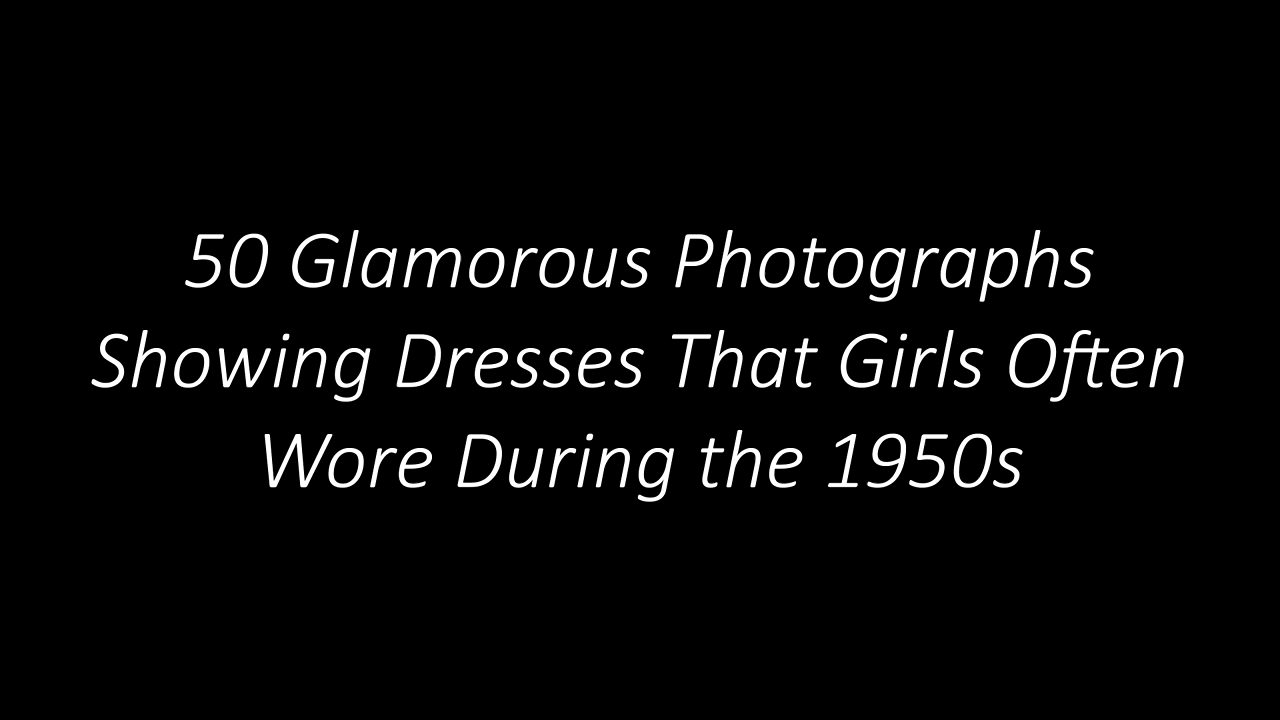 50 Glamorous Photographs
Showing Dresses That Girls Often
Wore During the 1950s